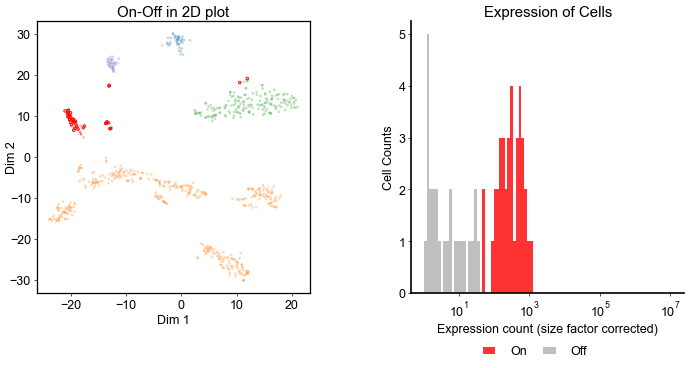 On-Off in 2D plot
30
20
10
0
−10
−20
−30
Dim 2
−20 −10 0 10 20
Dim 1
Expression of Cells
5
4
3
2
1
0
Cell Counts
10^1 10^3 10^5 10^7
Expression count (size factor corrected)
On Off